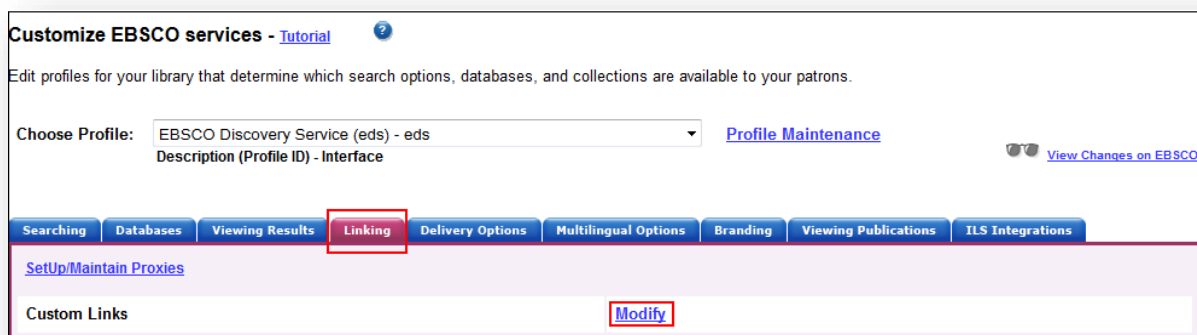 Customize EBSCO services - Tutorial ?
Edit profiles for your library that determine which search options, databases, and collections are available to your patrons.
Choose Profile: EBSCO Discovery Service (eds) - eds Profile Maintenance
Description (Profile ID) - Interface
View Changes on EBSCO
Searching Databases Viewing Results Linking Delivery Options Multilingual Options Branding Viewing Publications ILS Integrations
SetUp/Maintain Proxies
Custom Links Modify